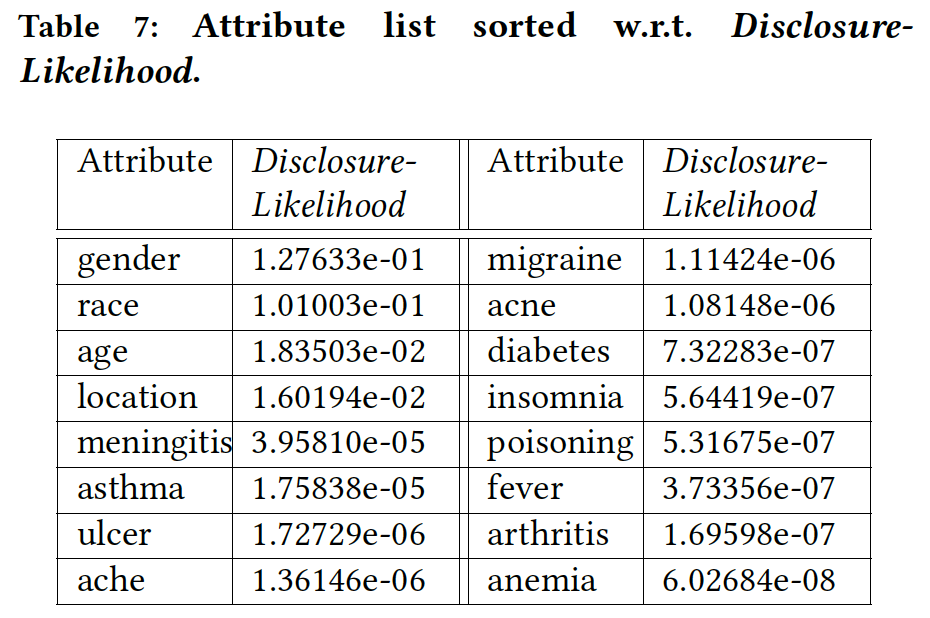 Table 7: Attribute list sorted w.r.t. Disclosure-
Likelihood.
Attribute Disclosure- Attribute Disclosure-
Likelihood Likelihood
gender 1.27633e-01 migraine 1.11424e-06
race 1.01003e-01 acne 1.08148e-06
age 1.83503e-02 diabetes 7.32283e-07
location 1.60194e-02 insomnia 5.64419e-07
meningitis 3.95810e-05 poisoning 5.31675e-07
asthma 1.75838e-05 fever 3.73356e-07
ulcer 1.72729e-06 arthritis 1.69598e-07
ache 1.36146e-06 anemia 6.02684e-08